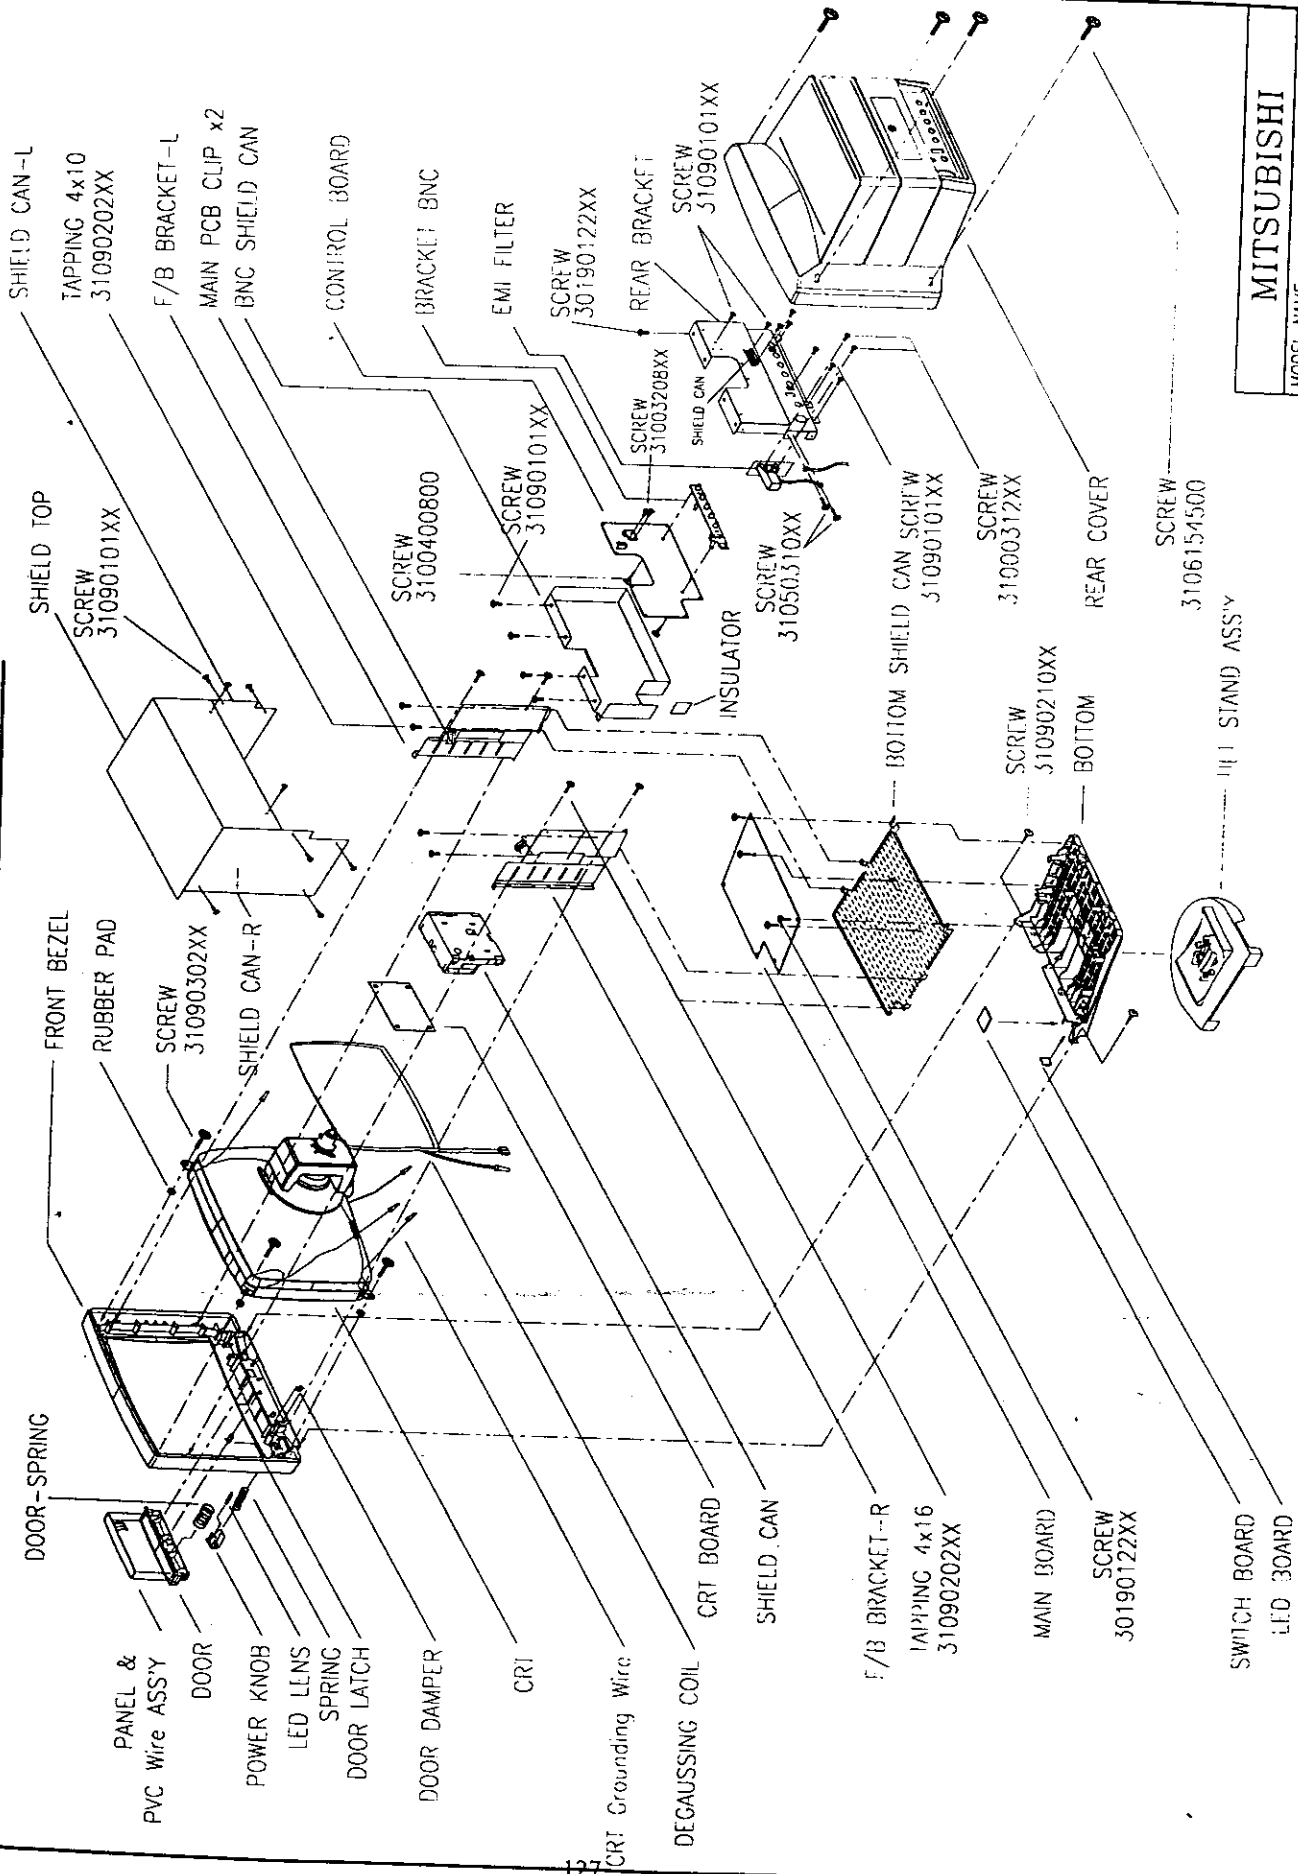 DOOR-SPRING
PANEL &
PVC Wire ASS'Y
DOOR
POWER KNOB
LED LENS
SPRING
DOOR LATCH
DOOR DAMPER
CRT
CRT Grounding Wire
DEGAUSSING COIL
CRT BOARD
SHIELD CAN
F/B BRACKET-R
TAPPING 4x16
31090202XX
MAIN BOARD
SCREW
30190122XX
SWITCH BOARD
LED BOARD
FRONT BEZEL
RUBBER PAD
SCREW
31090302XX
SHIELD CAN-R
SHIELD TOP
SCREW
31090101XX
SHIELD CAN-L
TAPPING 4x10
31090202XX
F/B BRACKET-L
MAIN PCB CLIP x2
BNC SHIELD CAN
CONTROL BOARD
BRACKET BNC
EMI FILTER
SCREW
30190122XX
REAR BRACKET
SCREW
31090101XX
SCREW
3100400800
SCREW
31090101XX
SCREW
31003208XX
SHIELD CAN
INSULATOR
SCREW
31050310XX
BOTTOM SHIELD CAN
SCREW
31090101XX
SCREW
31000312XX
REAR COVER
SCREW
3106154500
SCREW
31090210XX
BOTTOM
TILT STAND ASS'Y
MITSUBISHI
MODEL NAME
127